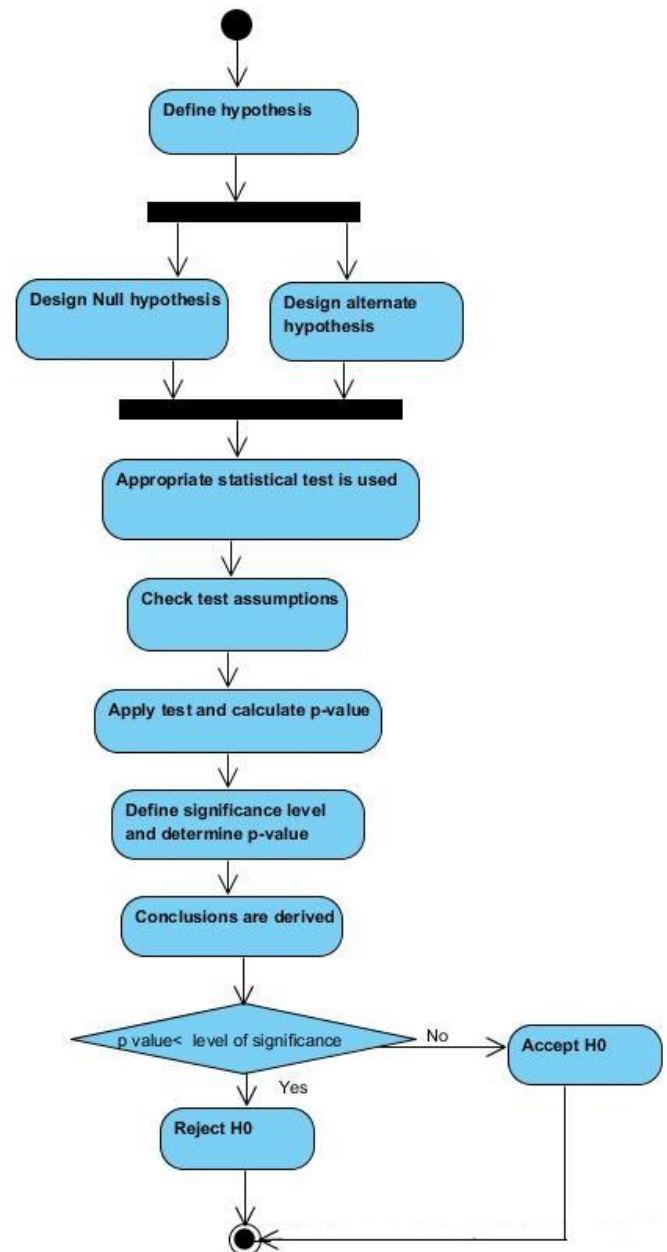 Define hypothesis
Design Null hypothesis
Design alternate
hypothesis
Appropriate statistical test is used
Check test assumptions
Apply test and calculate p-value
Define significance level
and determine p-value
Conclusions are derived
p value< level of significance
No
Accept H0
Yes
Reject H0